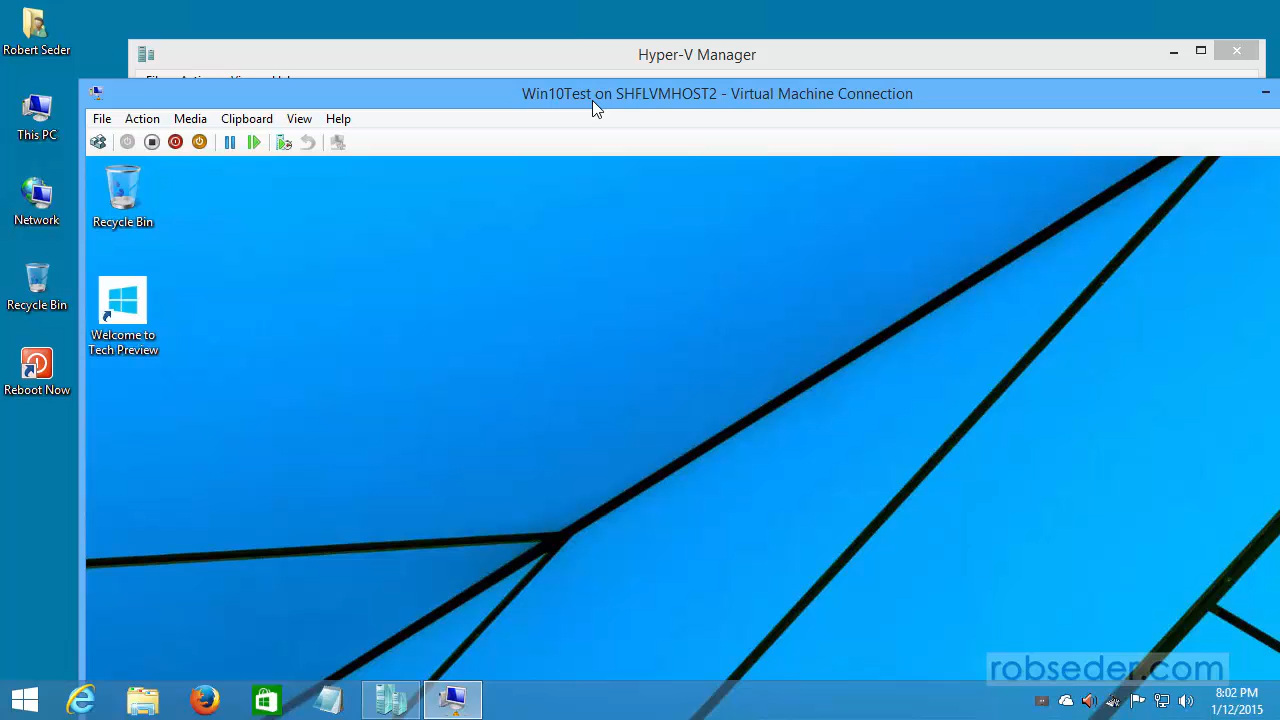 Robert Seder
Hyper-V Manager
Win10Test on SHFLVMHOST2 - Virtual Machine Connection
File Action Media Clipboard View Help
This PC
Network
Recycle Bin
Reboot Now
Recycle Bin
Welcome to
Tech Preview
robseder.com
8:02 PM
1/12/2015